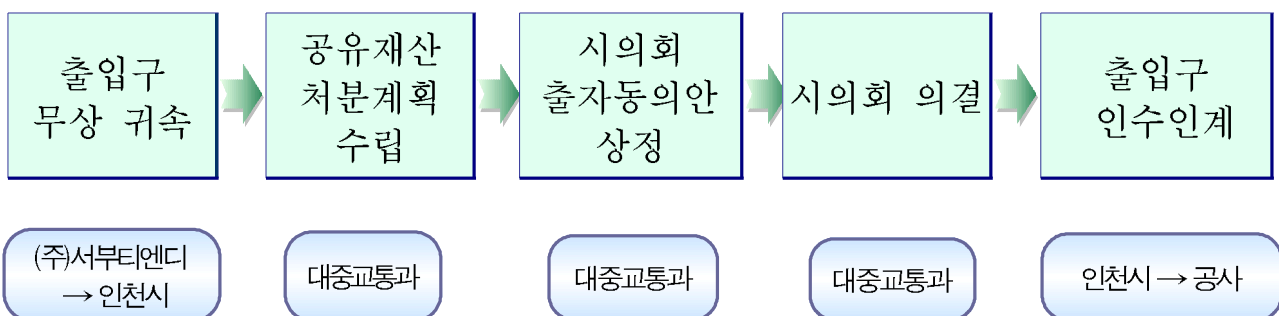 출입구
무상 귀속
공유재산
처분계획
수립
시의회
출자동의안
상정
시의회 의결
출입구
인수인계
(주)서부티엔디
→ 인천시
대중교통과
대중교통과
대중교통과
인천시 → 공사